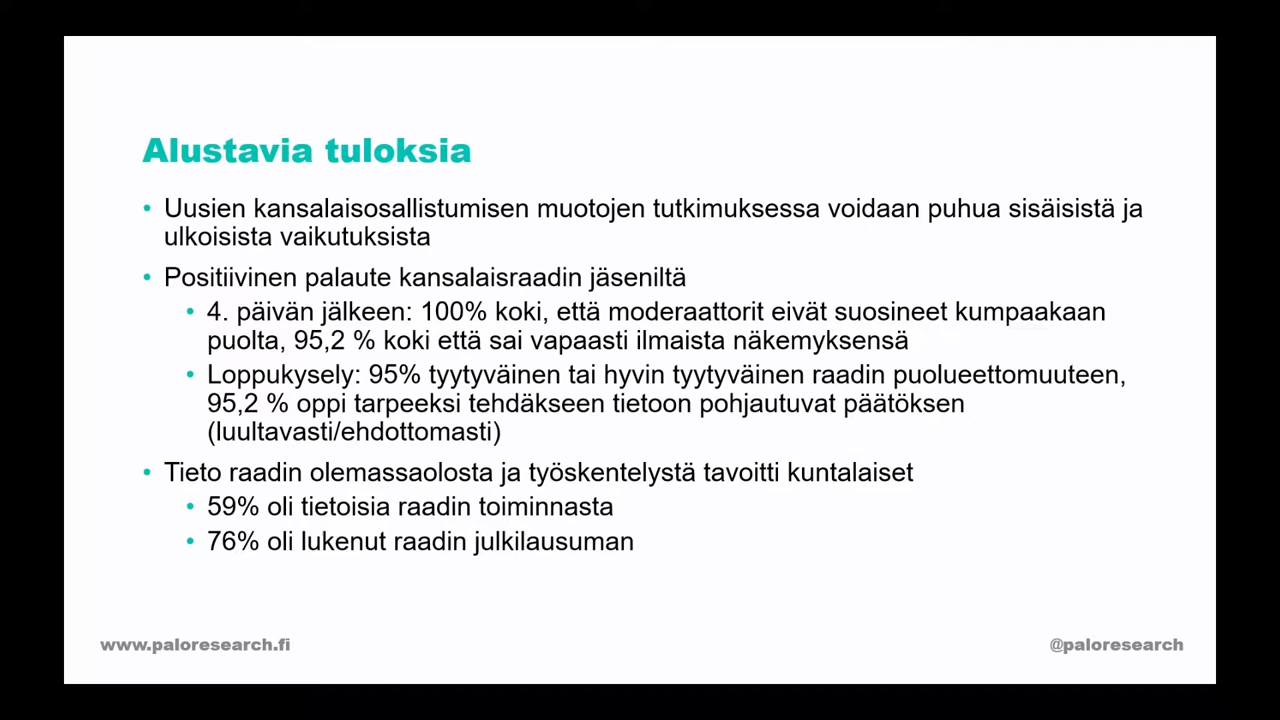 Alustavia tuloksia
• Uusien kansalaisosallistumisen muotojen tutkimuksessa voidaan puhua sisäisistä ja
ulkoisista vaikutuksista
• Positiivinen palaute kansalaisraadin jäseniltä
• 4. päivän jälkeen: 100% koki, että moderaattorit eivät suosineet kumpaakaan
puolta, 95,2 % koki että sai vapaasti ilmaista näkemyksensä
• Loppukysely: 95% tyytyväinen tai hyvin tyytyväinen raadin puolueettomuuteen,
95,2 % oppi tarpeeksi tehdäkseen tietoon pohjautuvat päätöksen
(luultavasti/ehdottomasti)
• Tieto raadin olemassaolosta ja työskentelystä tavoitti kuntalaiset
• 59% oli tietoisia raadin toiminnasta
• 76% oli lukenut raadin julkilausuman
www.paloresearch.fi
@paloresearch